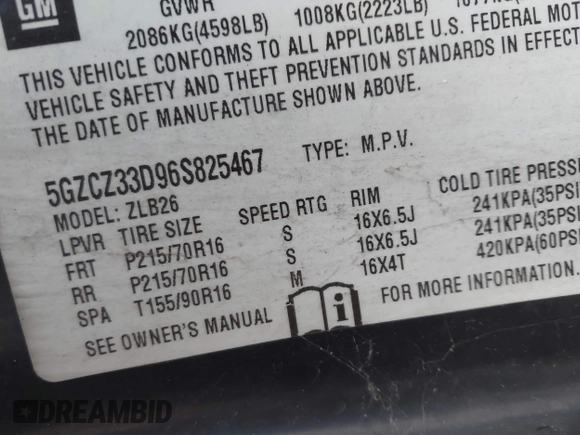 GM
GVWR
2086KG(4598LB)
1008KG(2223LB)
THIS VEHICLE CONFORMS TO ALL APPLICABLE U.S. FEDERAL MOT
VEHICLE SAFETY AND THEFT PREVENTION STANDARDS IN EFFECT
THE DATE OF MANUFACTURE SHOWN ABOVE.
5GZCZ33D96S825467 TYPE: M.P.V.
MODEL: ZLB26
LPVR TIRE SIZE SPEED RTG RIM COLD TIRE PRESSU
FRT P215/70R16 S 16X6.5J 241KPA(35PSI
RR P215/70R16 S 16X6.5J 241KPA(35PSI
SPA T155/90R16 M 16X4T 420KPA(60PSI
SEE OWNER'S MANUAL i FOR MORE INFORMATION.
DREAMBID